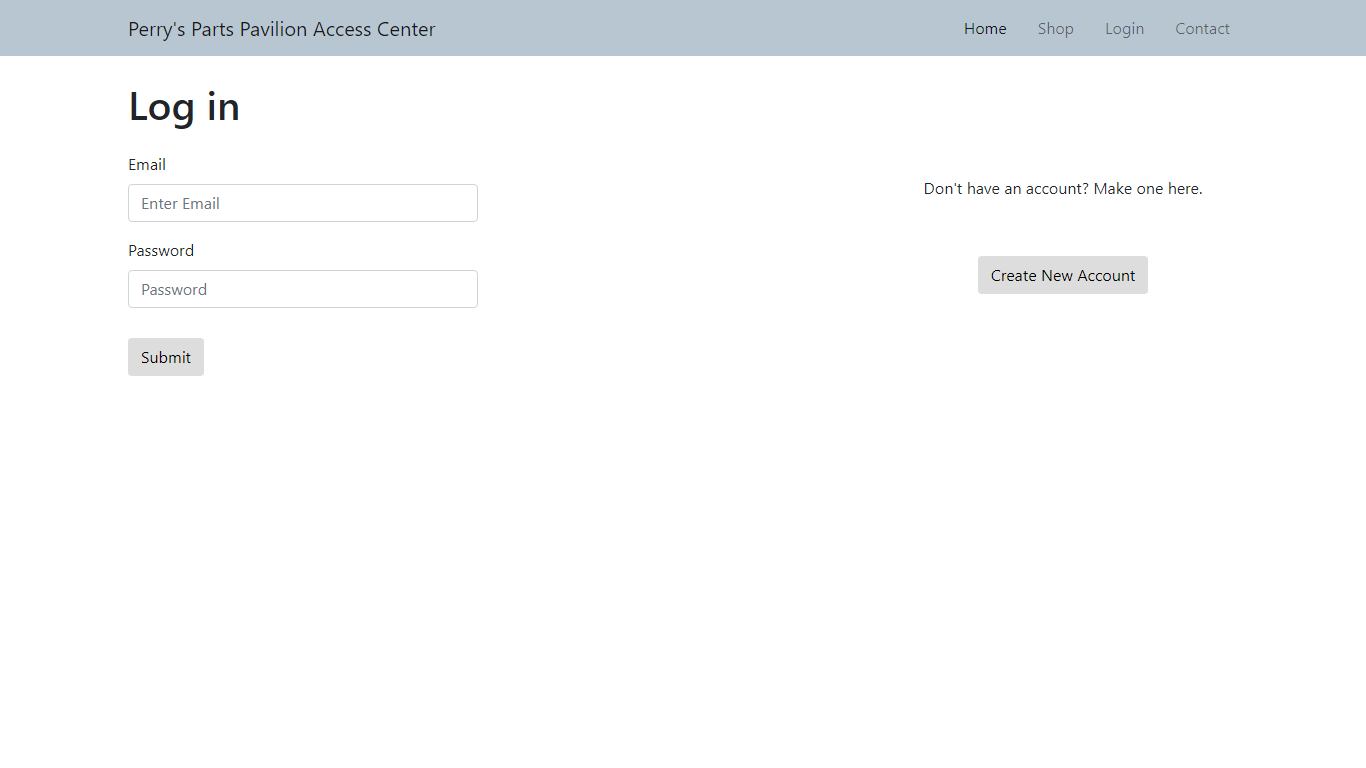 Perry's Parts Pavilion Access Center
Home Shop Login Contact
Log in
Email
Enter Email
Password
Password
Submit
Don't have an account? Make one here.
Create New Account